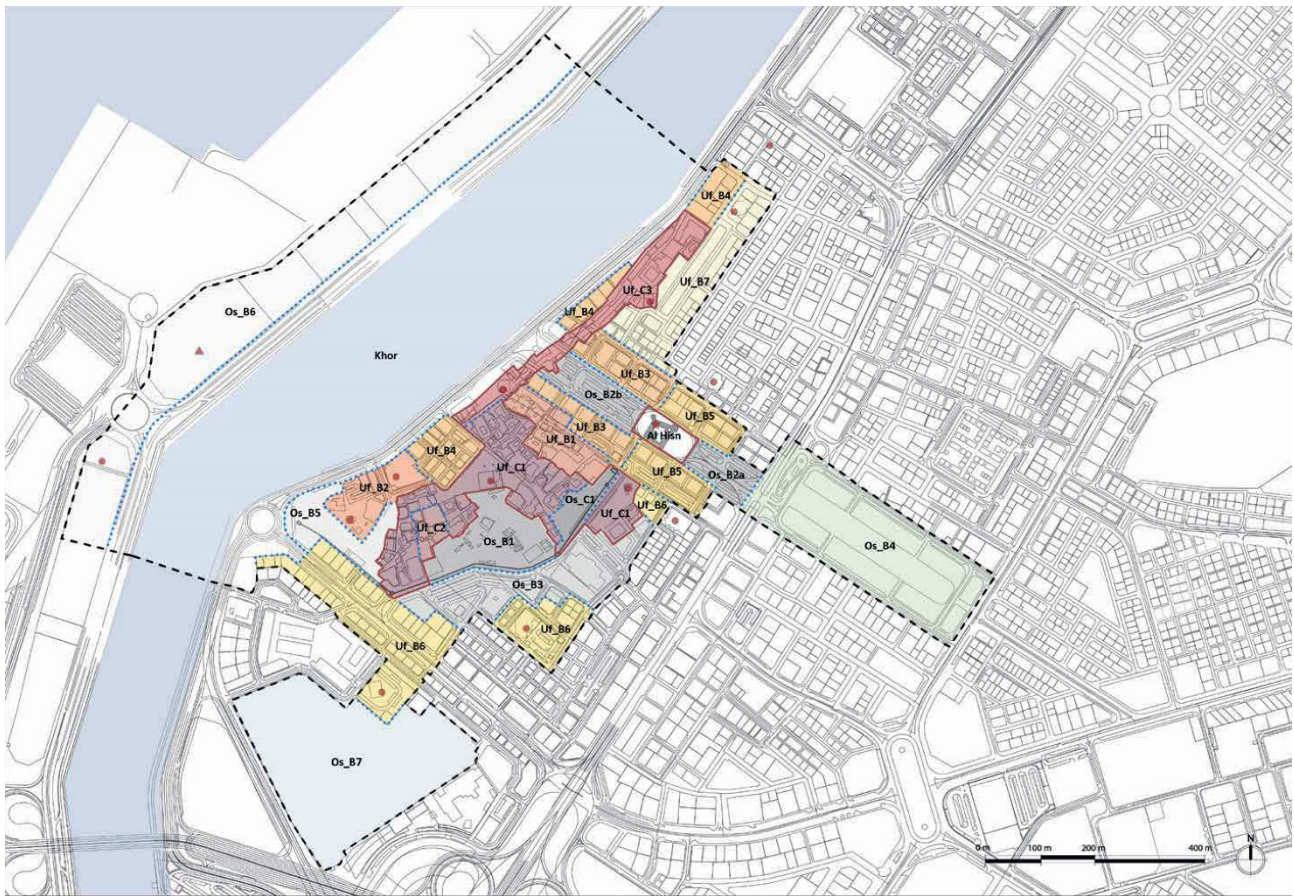 Uf_B4
Os_B6
Uf_C3
Uf_B7
Uf_B4
Khor
Uf_B3
Os_B2b
Uf_B5
Uf_B3
Al Hisn
Uf_B1
Uf_B4
Uf_C1
Uf_B5
Os_B2a
Uf_B2
Os_C1
Uf_B6
Os_B5
Uf_C1
Uf_C2
Os_B1
Os_B4
Os_B3
Uf_B6
Uf_B6
Os_B7
N
0 m 100 m 200 m 400 m